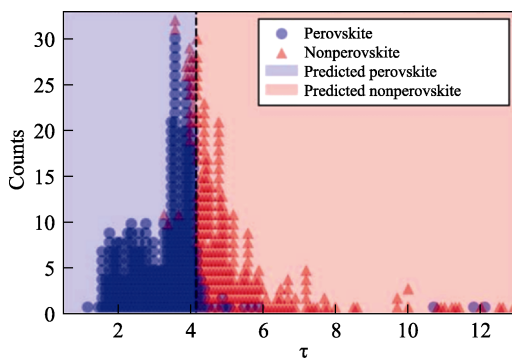 30
25
20
15
10
5
0
Counts
Perovskite
Nonperovskite
Predicted perovskite
Predicted nonperovskite
2 4 6 8 10 12
τ